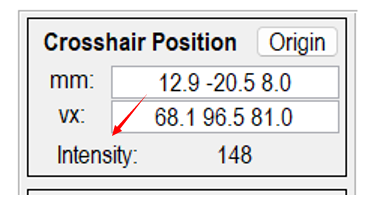 Crosshair Position Origin
mm: 12.9 -20.5 8.0
vx: 68.1 96.5 81.0
Intensity: 148